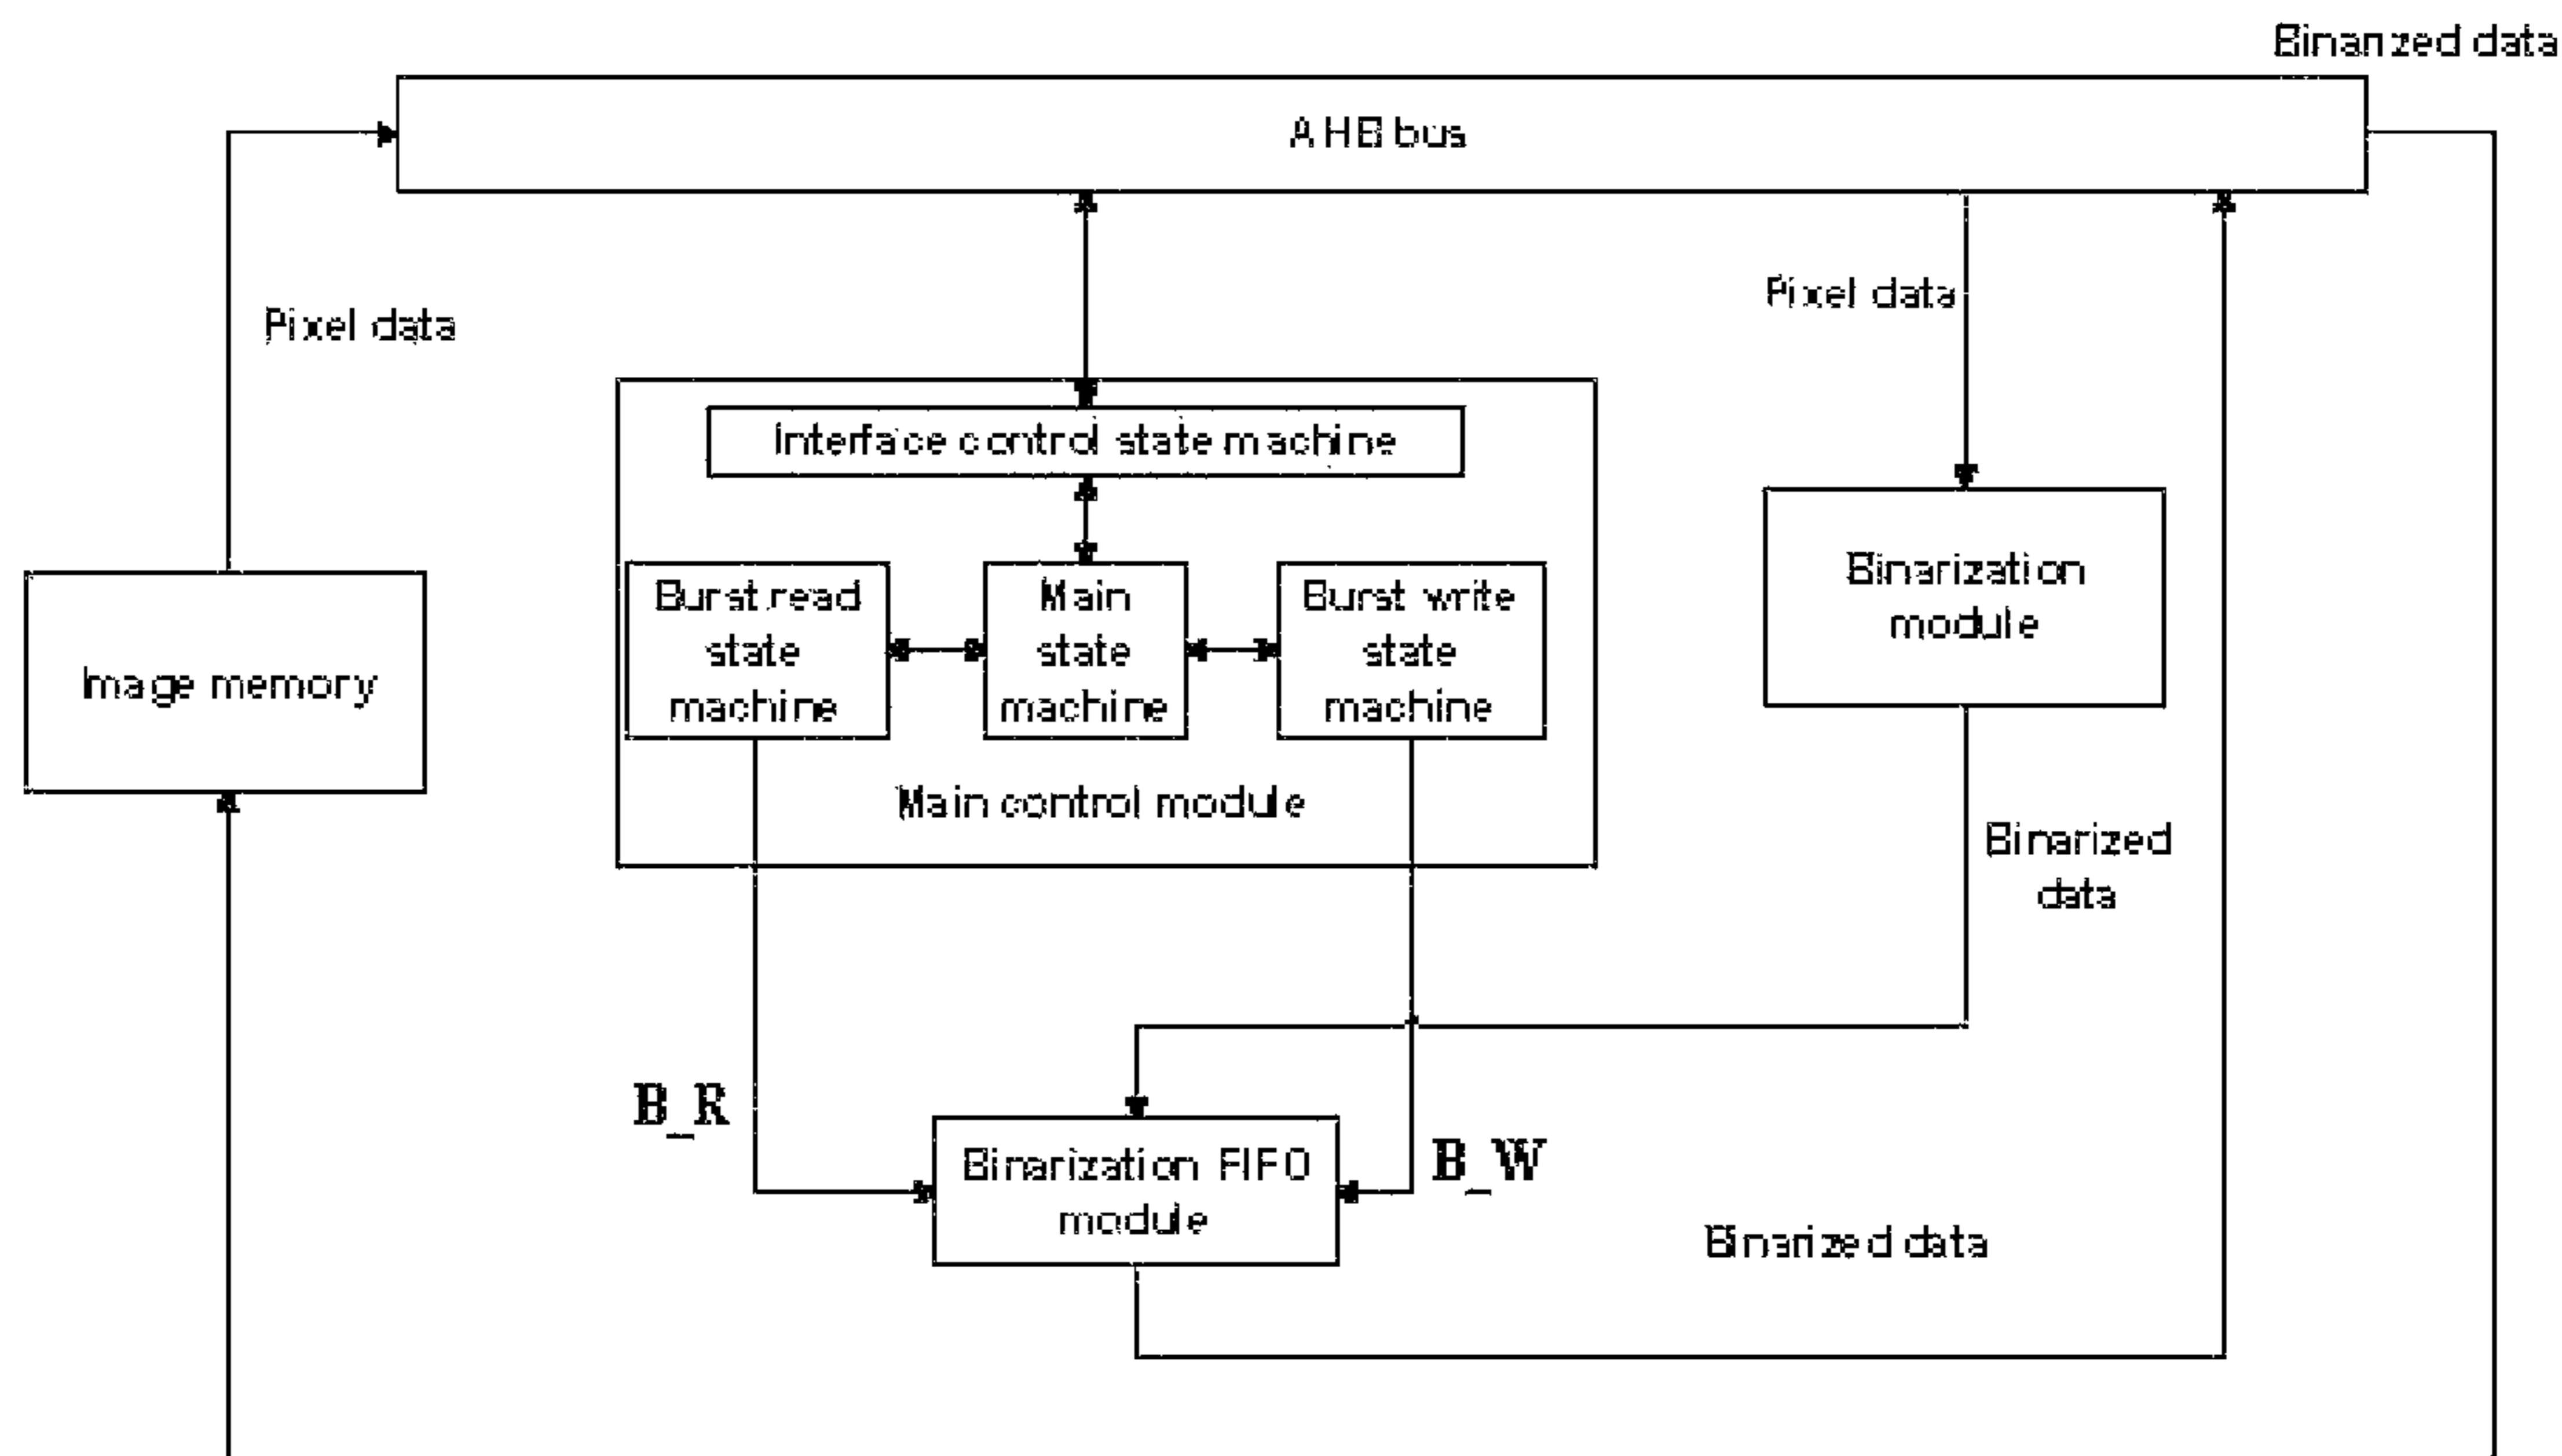 Binarized data
AHB bus
Pixel data
Pixel data
Interface control state machine
Burst read
state
machine
Main
state
machine
Burst write
state
machine
Binarization
module
Image memory
Main control module
Binarized
data
B_R
B_W
Binarization FIFO
module
Binarized data